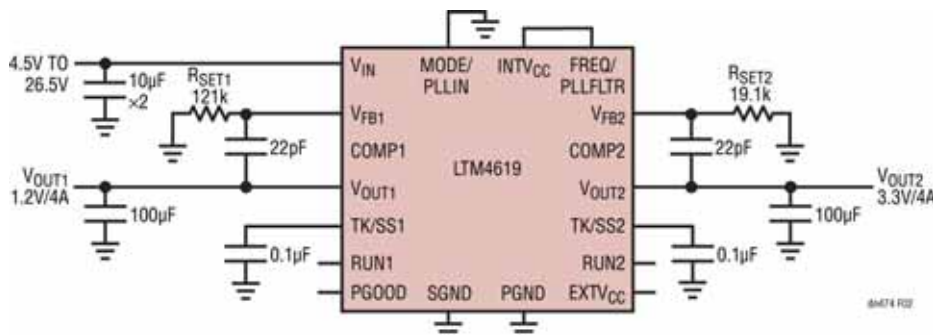 4.5V TO
26.5V
10µF
×2
RSET1
121k
22pF
VOUT1
1.2V/4A
100µF
0.1µF
VIN
MODE/
PLLIN
INTVCC
FREQ/
PLLFLTR
VFB1
VFB2
COMP1
COMP2
LTM4619
VOUT1
VOUT2
TK/SS1
TK/SS2
RUN1
RUN2
PGOOD
SGND
PGND
EXTVCC
RSET2
19.1k
22pF
VOUT2
3.3V/4A
100µF
0.1µF
dn474 F02